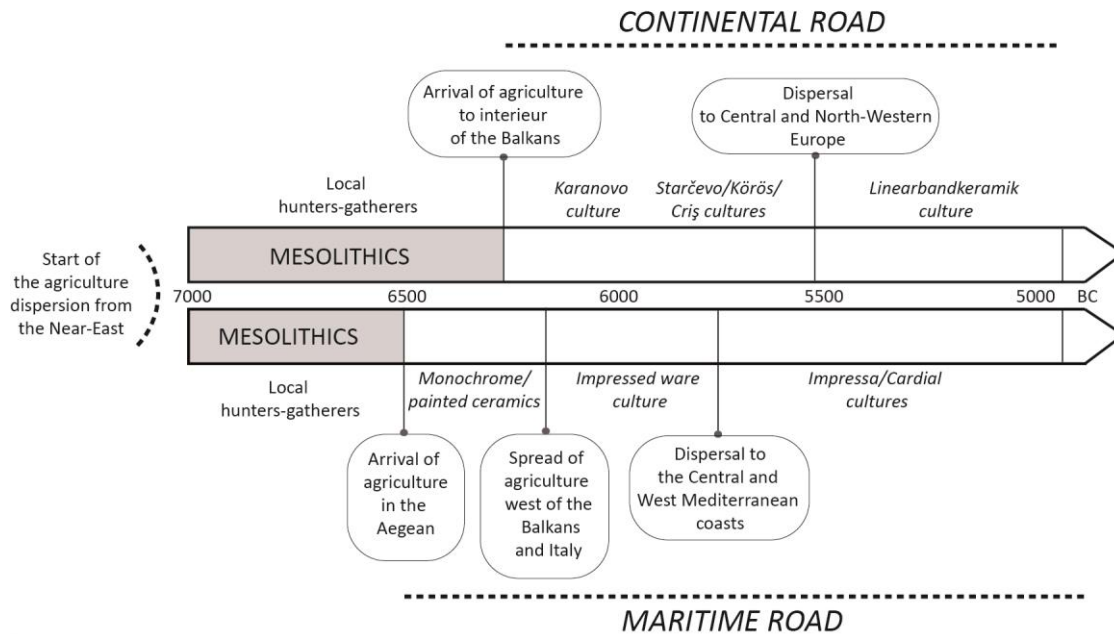 CONTINENTAL ROAD
Arrival of agriculture
to interieur
of the Balkans
Dispersal
to Central and North-Western
Europe
Local
hunters-gatherers
Karanovo
culture
Starčevo/Körös/
Criş cultures
Linearbandkeramik
culture
MESOLITHICS
Start of
the agriculture
dispersion from
the Near-East
7000 6500 6000 5500 5000 BC
MESOLITHICS
Local
hunters-gatherers
Monochrome/
painted ceramics
Impressed ware
culture
Impressa/Cardial
cultures
Arrival of
agriculture
in the
Aegean
Spread of
agriculture
west of the
Balkans
and Italy
Dispersal to
the Central and
West Mediterranean
coasts
MARITIME ROAD